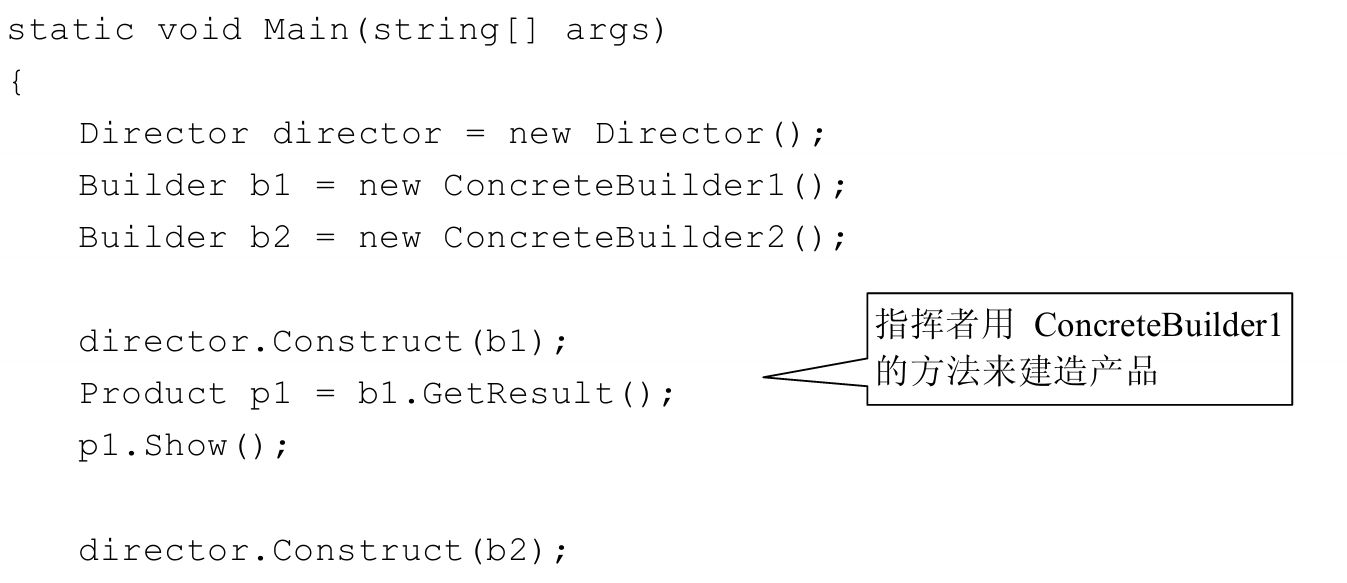 static void Main(string[] args)
{
    Director director = new Director();
    Builder b1 = new ConcreteBuilder1();
    Builder b2 = new ConcreteBuilder2();
    director.Construct(b1);
    Product p1 = b1.GetResult();
    p1.Show();
指挥者用 ConcreteBuilder1
的方法来建造产品
    director.Construct(b2);